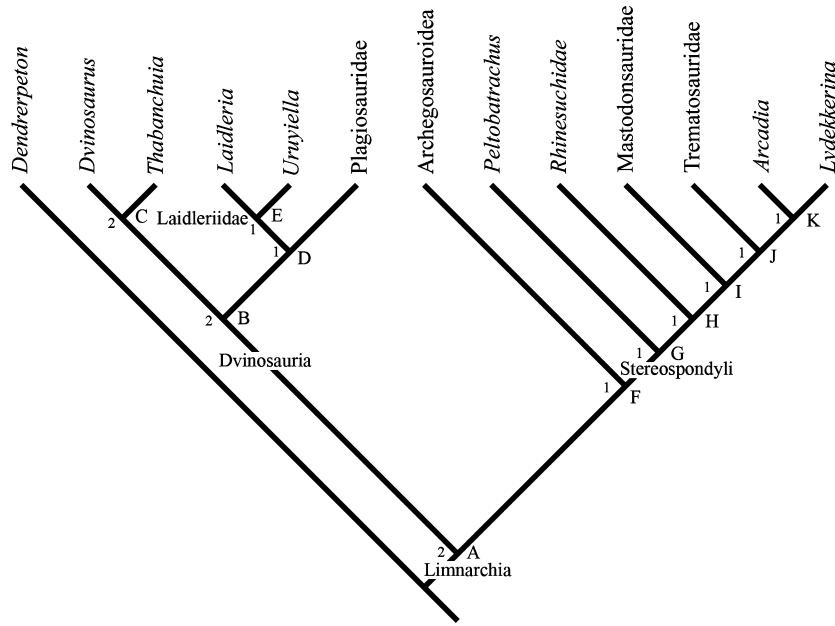 Dendrerpeton
Dvinosaurus
Thabanchuia
Laidleria
Uruyiella
Plagiosauridae
Archegosauroidea
Peltobatrachus
Rhinesuchidae
Mastodonsauridae
Trematosauridae
Arcadia
Lydekkerina
2 C Laidleriidae E 1 K
1
1 D 1 J
1 I
2 B 1 H
Dvinosauria 1 G
Stereospondyli
1 F
2 A
Limnarchia